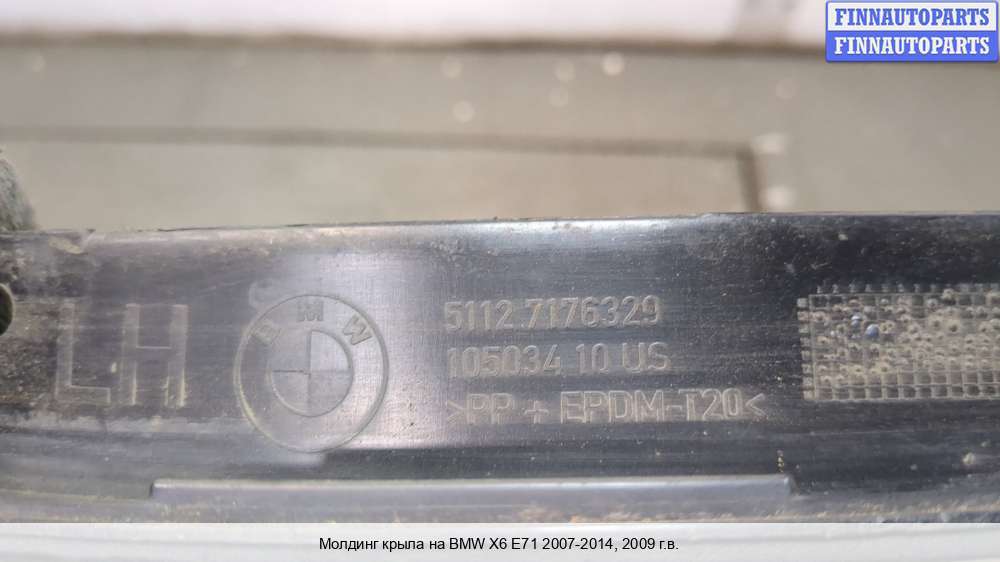 FINNAUTOPARTS
FINNAUTOPARTS
LH
BMW
5112.7176329
105034 10 US
>PP + EPDM-T20<
Молдинг крыла на BMW X6 E71 2007-2014, 2009 г.в.